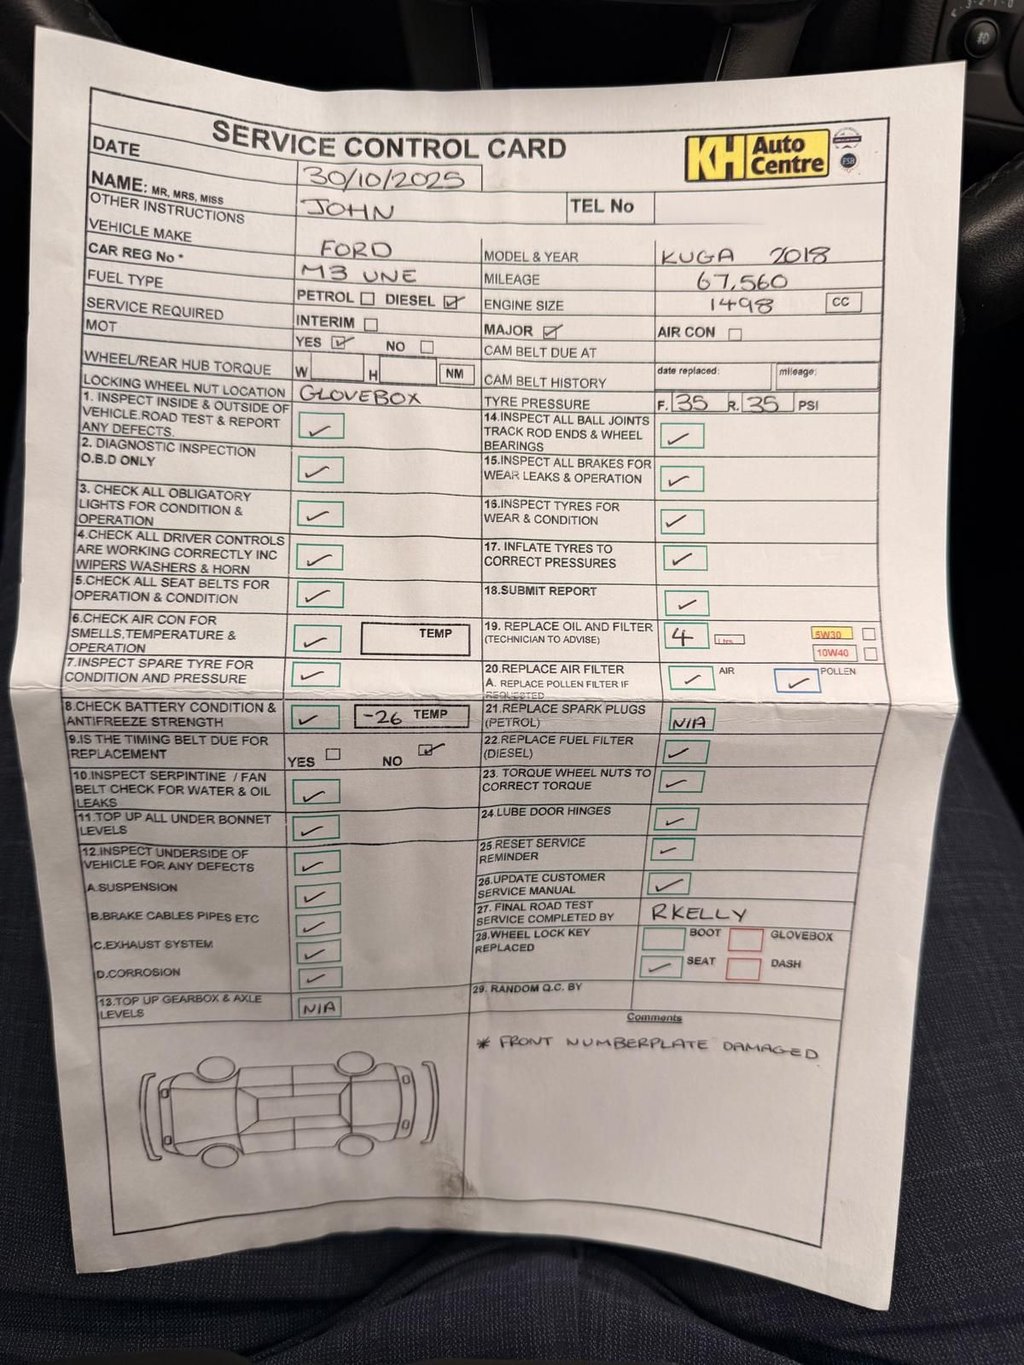 SERVICE CONTROL CARD
KH Auto Centre
DATE 30/10/2025
NAME: MR, MRS, MISS JOHN TEL No
OTHER INSTRUCTIONS
VEHICLE MAKE FORD MODEL & YEAR KUGA 2018
CAR REG No * M3 UNE MILEAGE 67,560
FUEL TYPE PETROL DIESEL ENGINE SIZE 1498 CC
SERVICE REQUIRED INTERIM MAJOR AIR CON
MOT YES NO CAM BELT DUE AT
WHEEL/REAR HUB TORQUE W H NM CAM BELT HISTORY date replaced: mileage:
LOCKING WHEEL NUT LOCATION GLOVEBOX TYRE PRESSURE F. 35 R. 35 PSI
1. INSPECT INSIDE & OUTSIDE OF
VEHICLE.ROAD TEST & REPORT
ANY DEFECTS.
2. DIAGNOSTIC INSPECTION
O.B.D ONLY
3. CHECK ALL OBLIGATORY
LIGHTS FOR CONDITION &
OPERATION
4.CHECK ALL DRIVER CONTROLS
ARE WORKING CORRECTLY INC
WIPERS WASHERS & HORN
5.CHECK ALL SEAT BELTS FOR
OPERATION & CONDITION
6.CHECK AIR CON FOR
SMELLS,TEMPERATURE &
OPERATION
TEMP
7.INSPECT SPARE TYRE FOR
CONDITION AND PRESSURE
8.CHECK BATTERY CONDITION &
ANTIFREEZE STRENGTH
-26 TEMP
9.IS THE TIMING BELT DUE FOR
REPLACEMENT
YES NO
10.INSPECT SERPINTINE / FAN
BELT CHECK FOR WATER & OIL
LEAKS
11.TOP UP ALL UNDER BONNET
LEVELS
12.INSPECT UNDERSIDE OF
VEHICLE FOR ANY DEFECTS
A.SUSPENSION
B.BRAKE CABLES PIPES ETC
C.EXHAUST SYSTEM
D.CORROSION
13.TOP UP GEARBOX & AXLE
LEVELS
N/A
14.INSPECT ALL BALL JOINTS
TRACK ROD ENDS & WHEEL
BEARINGS
15.INSPECT ALL BRAKES FOR
WEAR LEAKS & OPERATION
16.INSPECT TYRES FOR
WEAR & CONDITION
17. INFLATE TYRES TO
CORRECT PRESSURES
18.SUBMIT REPORT
19. REPLACE OIL AND FILTER
(TECHNICIAN TO ADVISE)
4 Ltrs 5W30
10W40
20.REPLACE AIR FILTER
A. REPLACE POLLEN FILTER IF
REQUESTED
AIR POLLEN
21.REPLACE SPARK PLUGS
(PETROL)
N/A
22.REPLACE FUEL FILTER
(DIESEL)
23. TORQUE WHEEL NUTS TO
CORRECT TORQUE
24.LUBE DOOR HINGES
25.RESET SERVICE
REMINDER
26.UPDATE CUSTOMER
SERVICE MANUAL
27. FINAL ROAD TEST
SERVICE COMPLETED BY
RKELLY
28.WHEEL LOCK KEY
REPLACED
BOOT GLOVEBOX
SEAT DASH
29. RANDOM Q.C. BY
Comments
* FRONT NUMBERPLATE DAMAGED